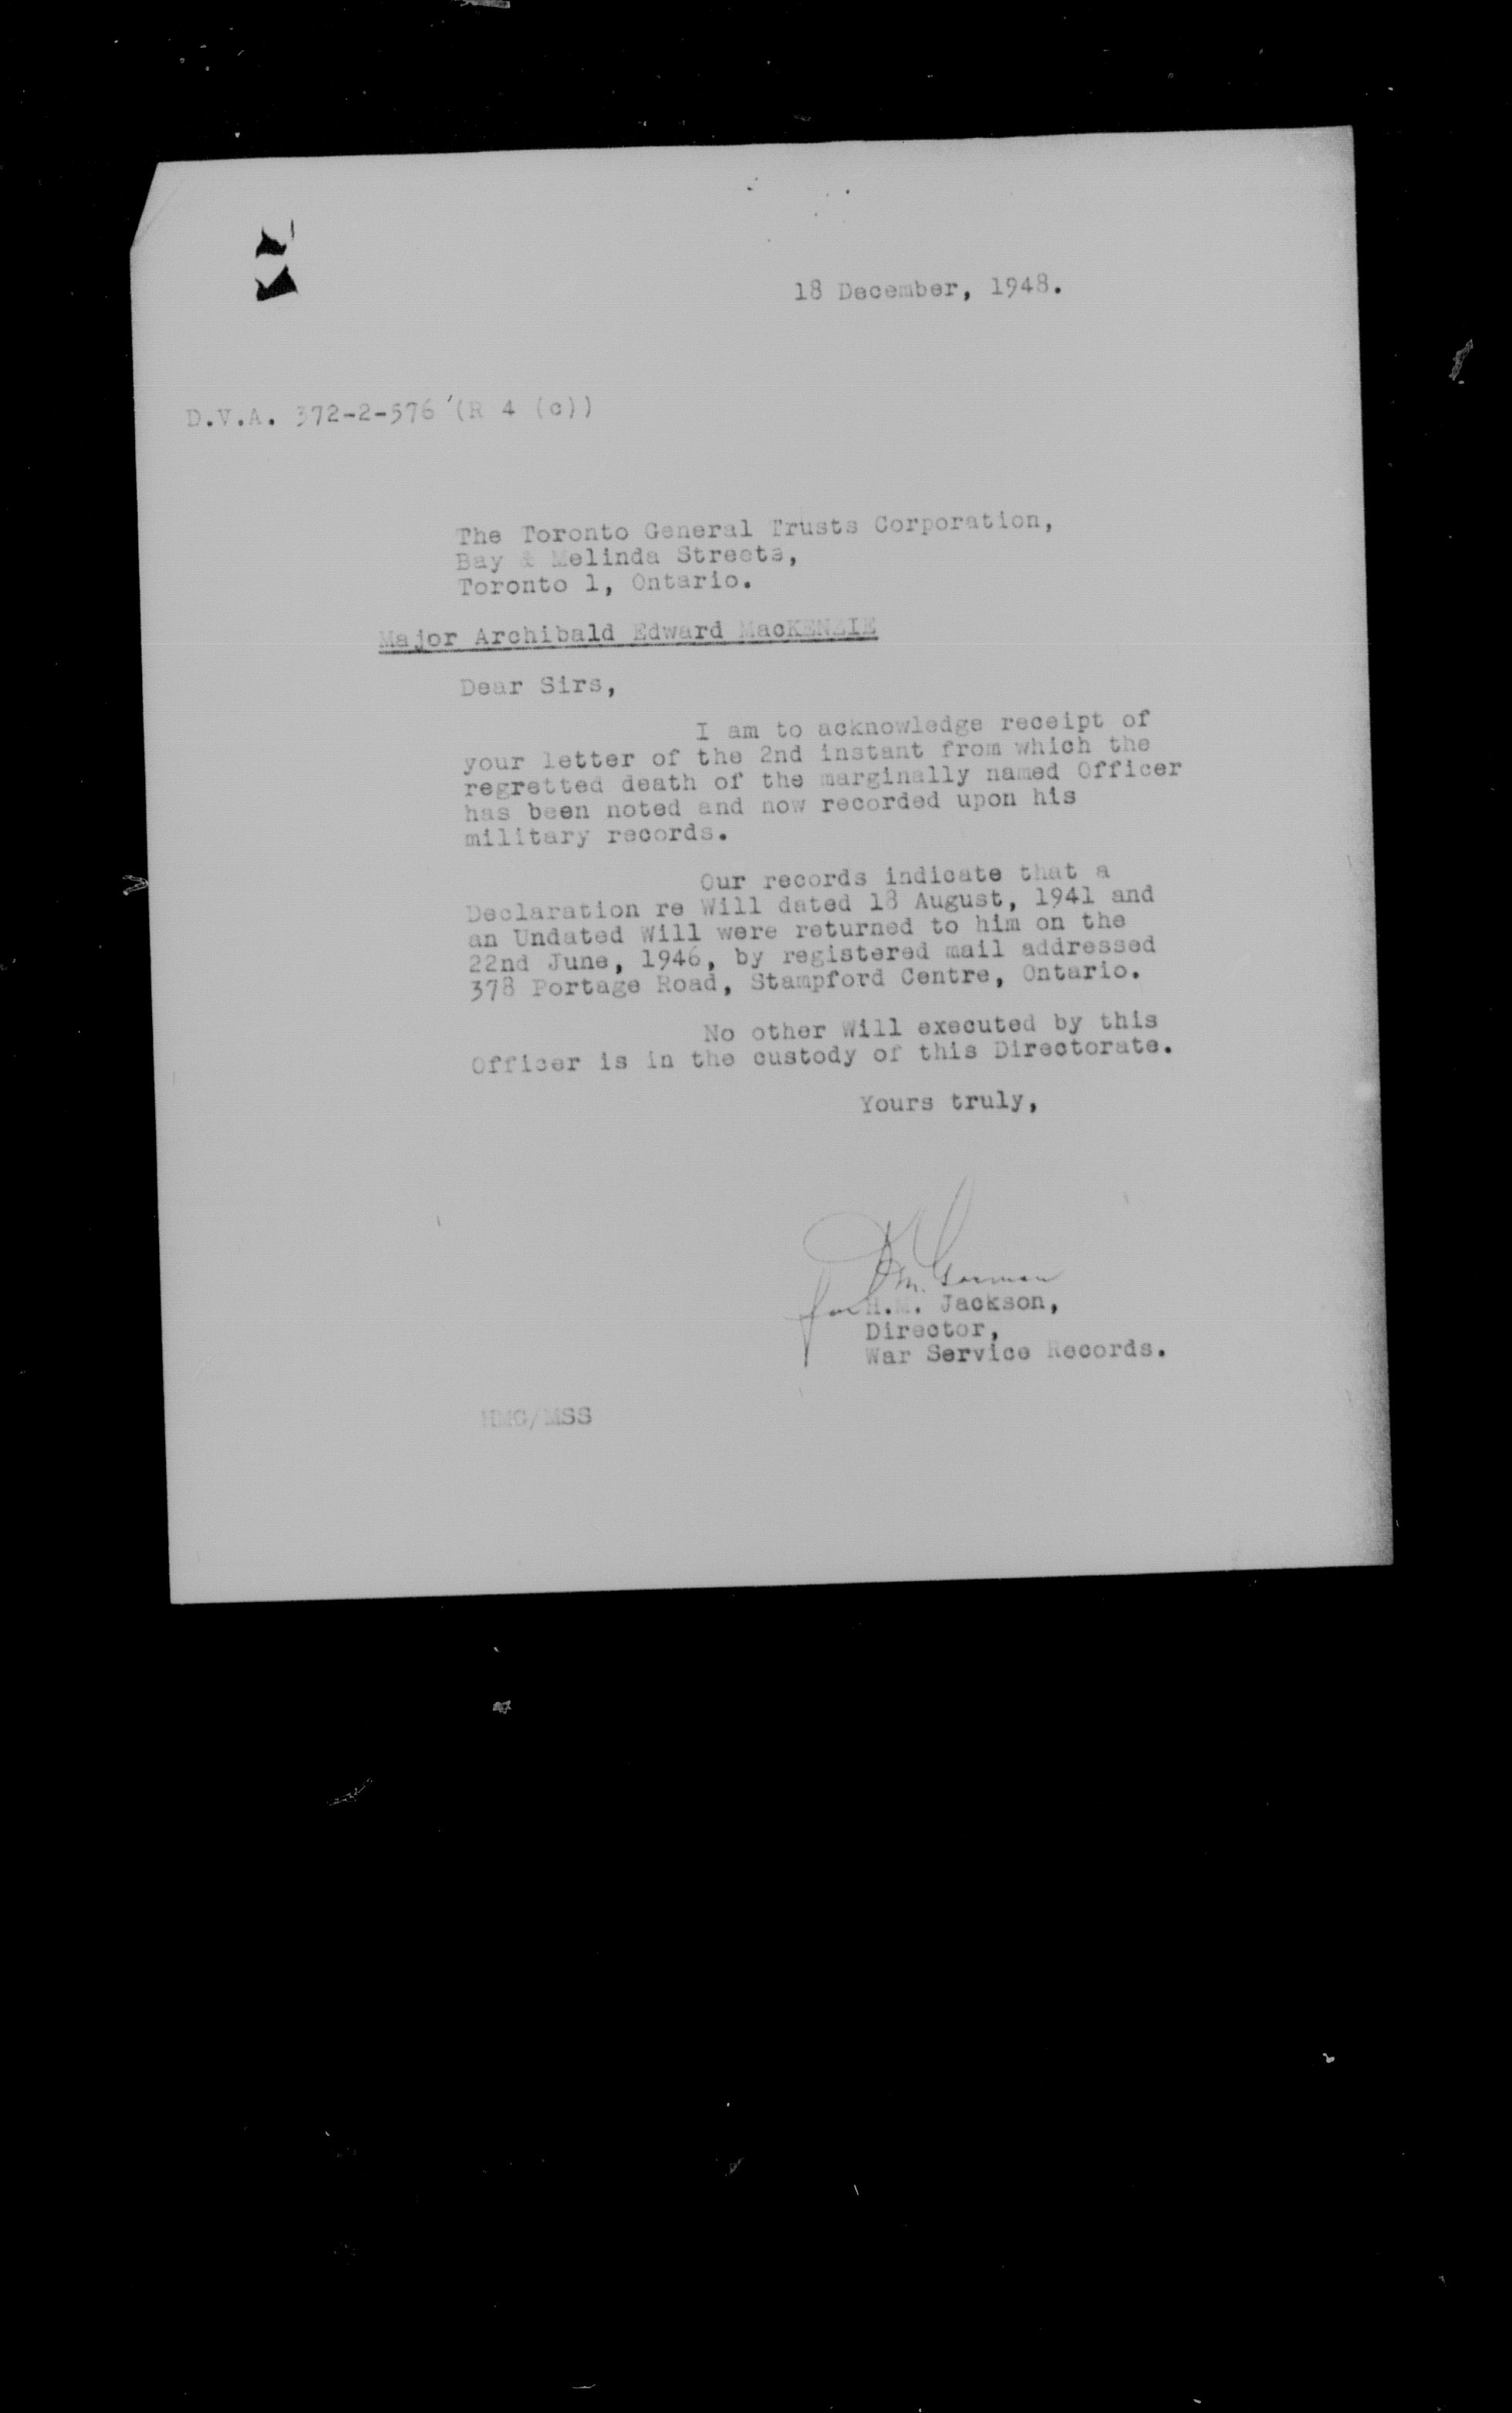 18 December, 1948.
D.V.A. 372-2-576 (R 4 (c))
The Toronto General Trusts Corporation,
Bay & Melinda Streets,
Toronto 1, Ontario.
Major Archibald Edward MacKENZIE
Dear Sirs,
I am to acknowledge receipt of
your letter of the 2nd instant from which the
regretted death of the marginally named Officer
has been noted and now recorded upon his
military records.
Our records indicate that a
Declaration re Will dated 18 August, 1941 and
an Undated Will were returned to him on the
22nd June, 1946, by registered mail addressed
378 Portage Road, Stampford Centre, Ontario.
No other Will executed by this
Officer is in the custody of this Directorate.
Yours truly,
M. Gorman
for H.M. Jackson,
Director,
War Service Records.
HMG/MSS